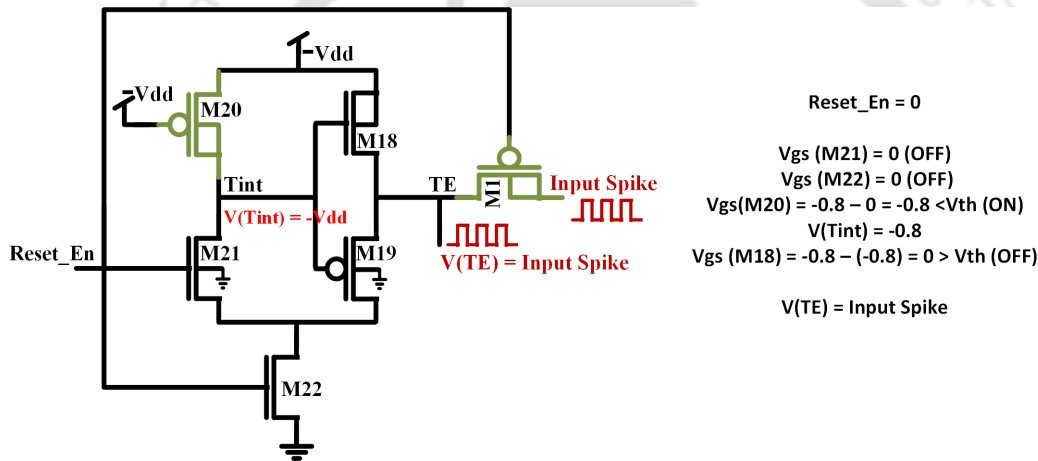 -Vdd
-Vdd
M20
M18
Tint
TE
M1
Input Spike
V(Tint) = -Vdd
Reset_En
M21
M19
V(TE) = Input Spike
M22
Reset_En = 0
Vgs (M21) = 0 (OFF)
Vgs (M22) = 0 (OFF)
Vgs(M20) = -0.8 – 0 = -0.8 <Vth (ON)
V(Tint) = -0.8
Vgs (M18) = -0.8 – (-0.8) = 0 > Vth (OFF)
V(TE) = Input Spike